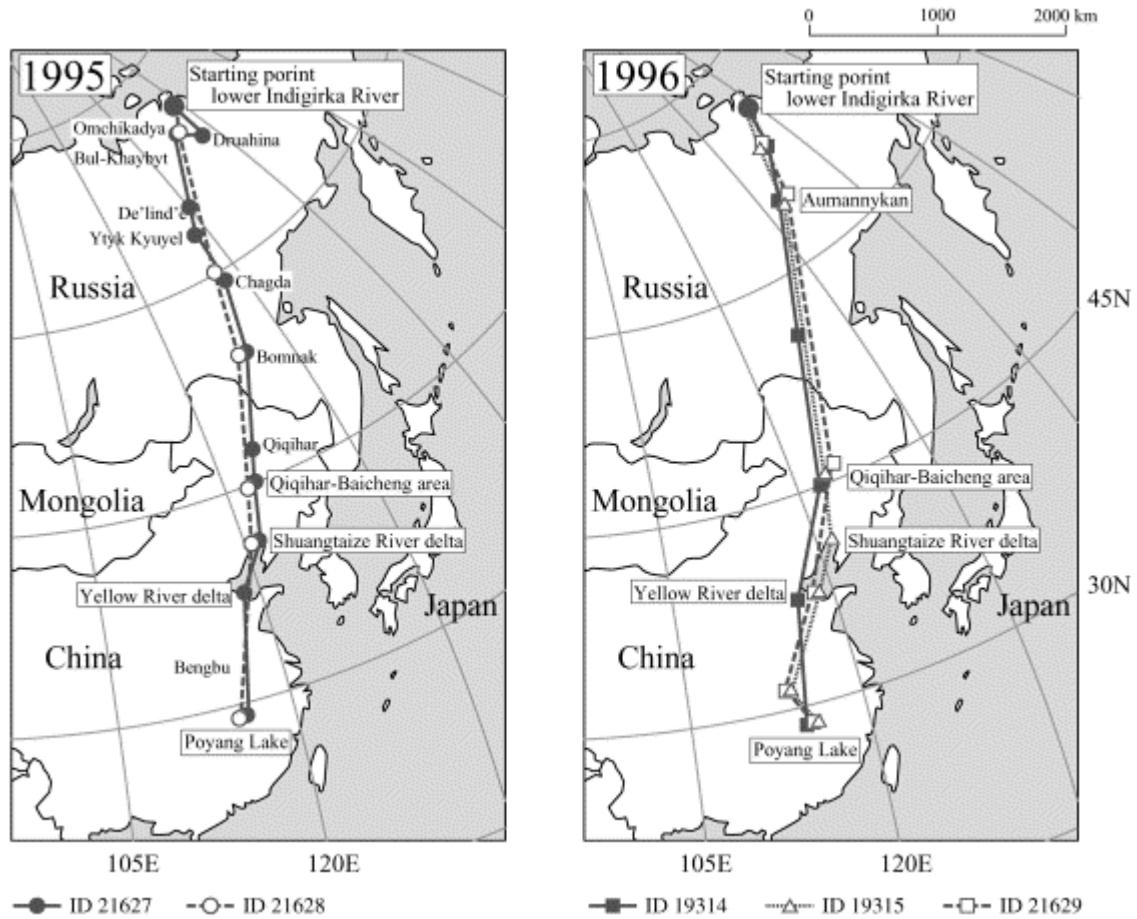 0 1000 2000 km
1995
Starting porint
lower Indigirka River
Omchikadya
Druahina
Bul-Khaybyt
De'lind'e
Ytyk Kyuyel
Chagda
Russia
Bomnak
Qiqihar
Qiqihar-Baicheng area
Mongolia
Shuangtaize River delta
Yellow River delta
Japan
China
Bengbu
Poyang Lake
105E 120E
ID 21627 ID 21628
1996
Starting porint
lower Indigirka River
Aumannykan
Russia
45N
Qiqihar-Baicheng area
Mongolia
Shuangtaize River delta
Yellow River delta
30N
Japan
China
Poyang Lake
105E 120E
ID 19314 ID 19315 ID 21629